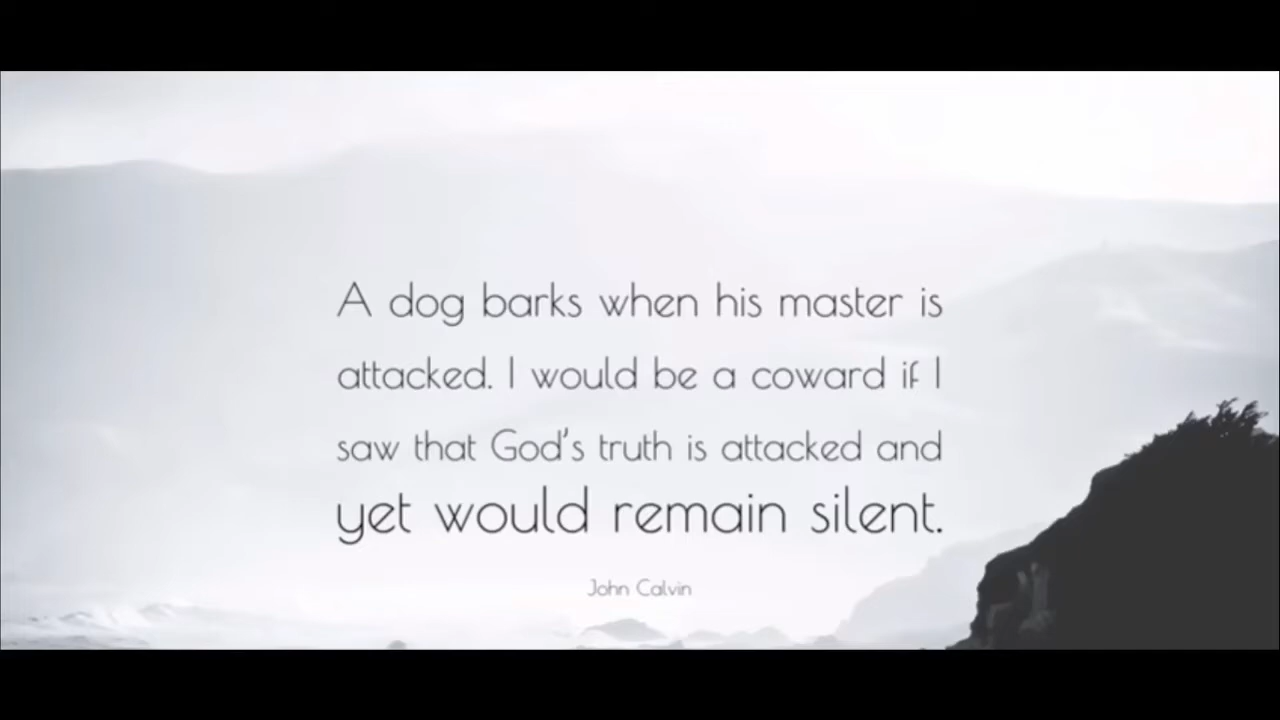 A dog barks when his master is
attacked. I would be a coward if I
saw that God's truth is attacked and
yet would remain silent.
John Calvin